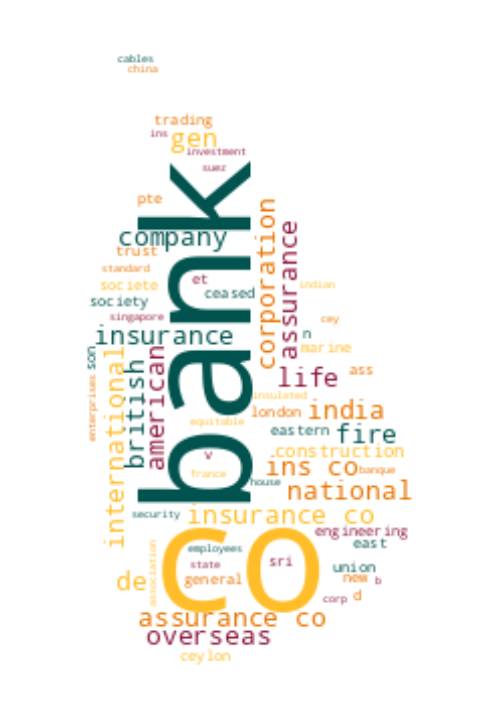 cables
china
trading
ins
gen
investment
suez
bank
pte
company
corporation
assurance
trust
standard
et
societe
indian
ceased
society
singapore
cey
insurance
n
marine
son
american
british
international
enterprises
life
ass
insulated
london
india
equitable
eastern
fire
construction
v
ins co
banque
france
house
national
security
insurance co
engineering
east
co
employees
association
state
sri
union
de
general
new
b
corp
d
assurance co
overseas
ceylon